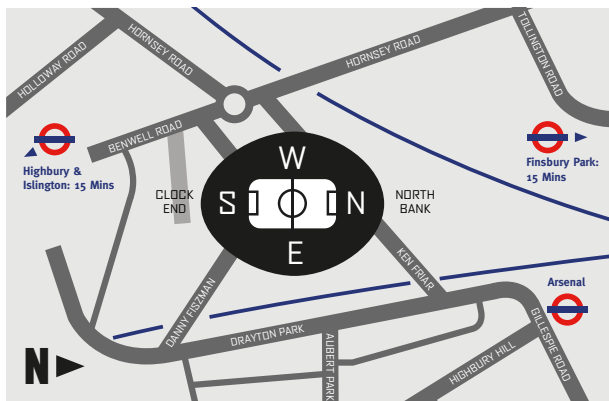 HOLLOWAY ROAD
HORNSEY ROAD
HORNSEY ROAD
TOLLINGTON ROAD
BENWELL ROAD
Highbury &
Islington: 15 Mins
Finsbury Park:
15 Mins
CLOCK
END
W
S
N
E
NORTH
BANK
KEN FRIAR
DANNY FISZMAN
Arsenal
DRAYTON PARK
AUBERT PARK
GILLESPIE ROAD
HIGHBURY HILL
N